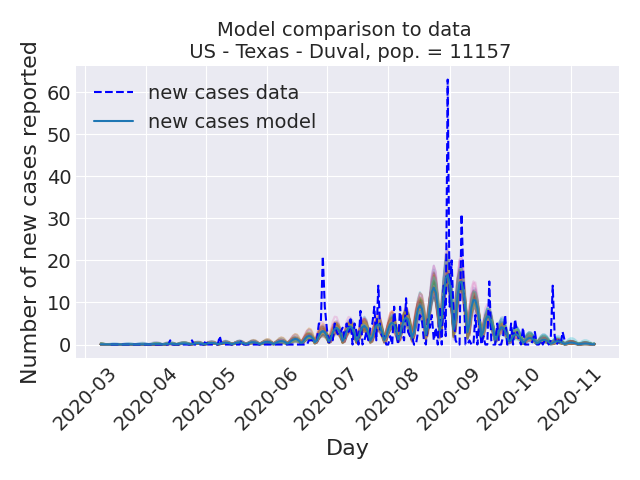 Model comparison to data
US - Texas - Duval, pop. = 11157
Number of new cases reported
60
50
40
30
20
10
0
new cases data
new cases model
2020-03
2020-04
2020-05
2020-06
2020-07
2020-08
2020-09
2020-10
2020-11
Day